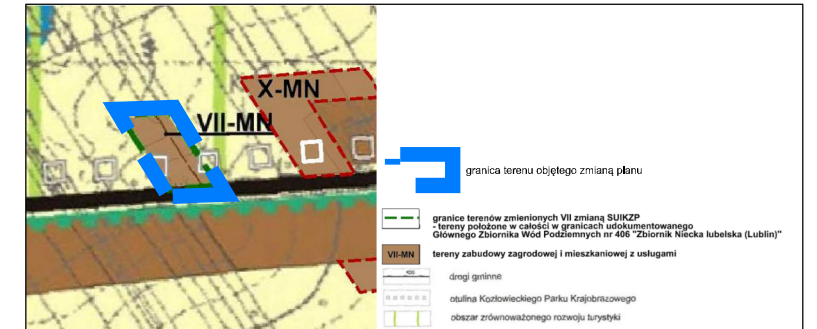 X-MN
VII-MN
granica terenu objętego zmianą planu
granice terenów zmienionych VII zmianą SUIKZP
- tereny położone w całości w granicach udokumentowanego
Głównego Zbiornika Wód Podziemnych nr 406 "Zbiornik Niecka lubelska (Lublin)"
VII-MN tereny zabudowy zagrodowej i mieszkaniowej z usługami
drogi gminne
otulina Kozłowieckiego Parku Krajobrazowego
obszar zrównoważonego rozwoju turystyki